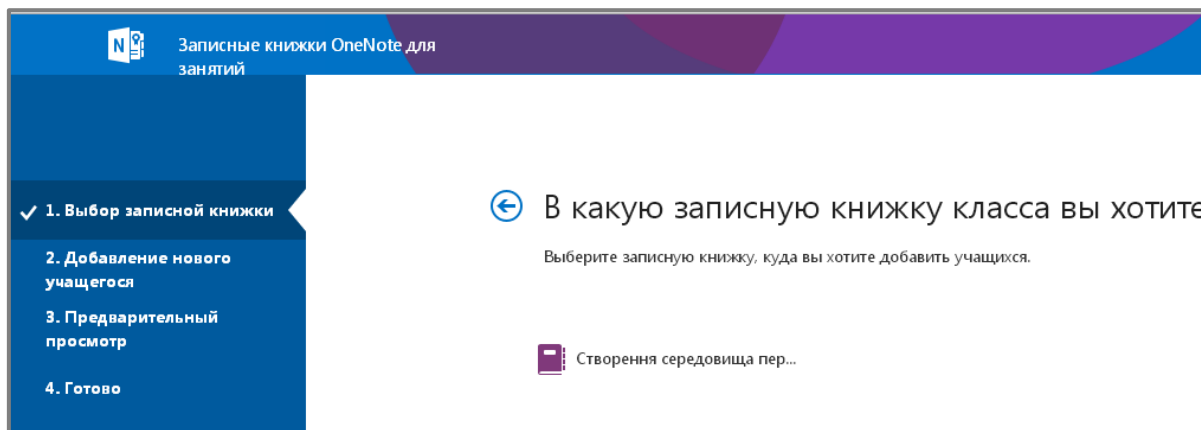 Записные книжки OneNote для
занятий
1. Выбор записной книжки
2. Добавление нового
учащегося
3. Предварительный
просмотр
4. Готово
В какую записную книжку класса вы хотите
Выберите записную книжку, куда вы хотите добавить учащихся.
Створення середовища пер...